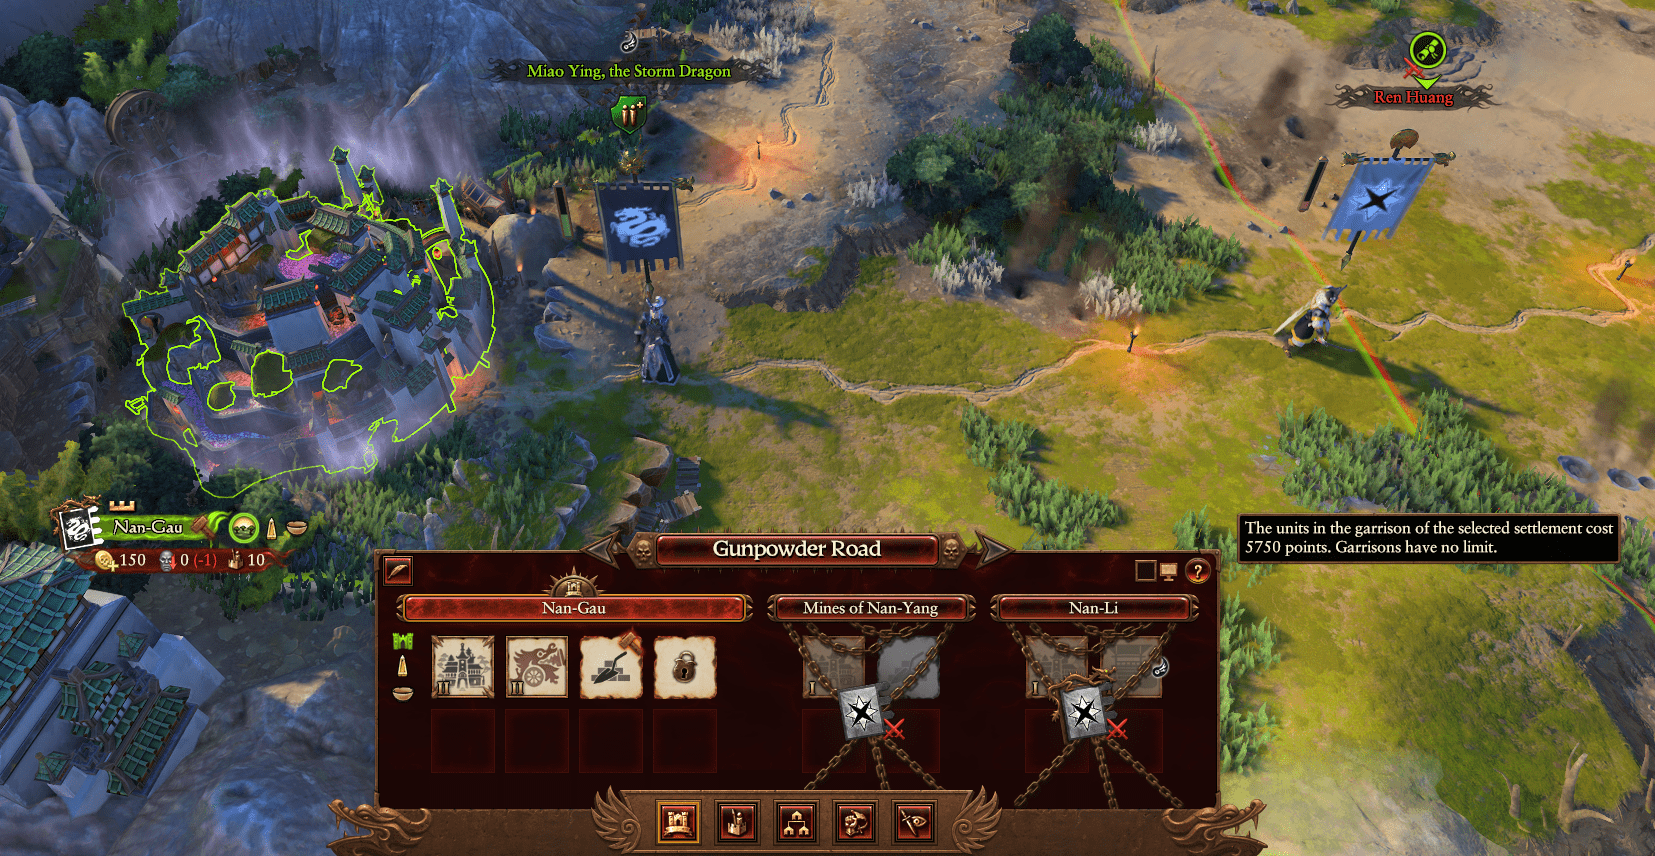 Miao Ying, the Storm Dragon
Ren Huang
Nan-Gau
150 0 (-1) 10
Gunpowder Road
?
The units in the garrison of the selected settlement cost
5750 points. Garrisons have no limit.
Nan-Gau
Mines of Nan-Yang
Nan-Li
III
III
I
I